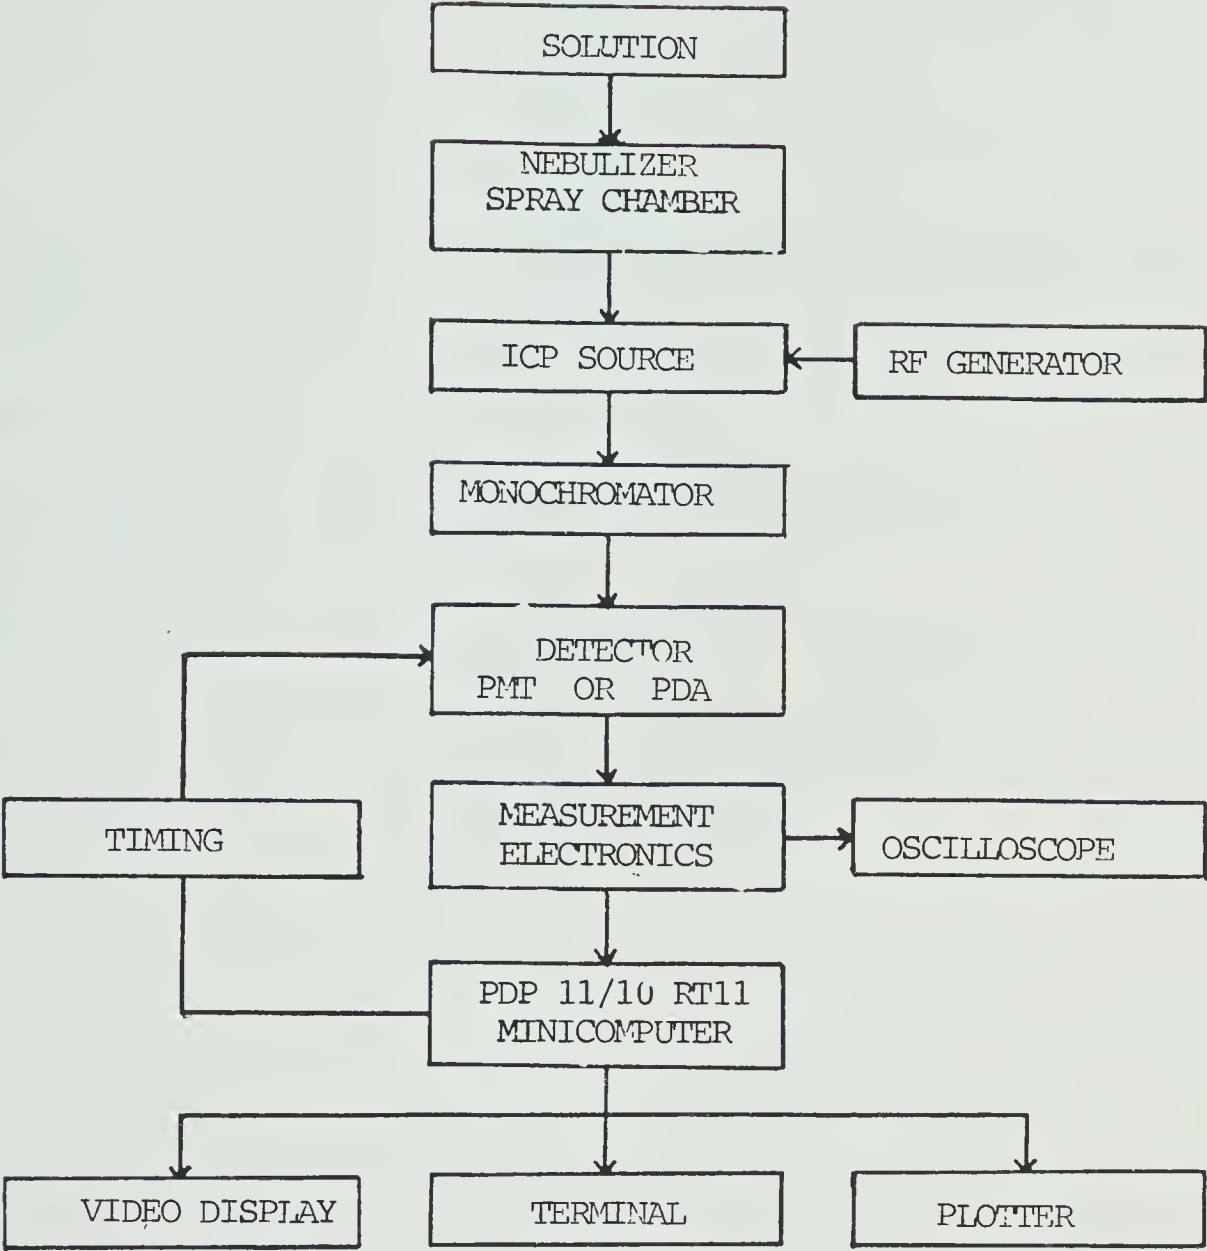 SOLUTION
NEBULIZER
SPRAY CHAMBER
ICP SOURCE
RF GENERATOR
MONOCHROMATOR
DETECTOR
PMT OR PDA
TIMING
MEASUREMENT
ELECTRONICS
OSCILLOSCOPE
PDP 11/10 RT11
MINICOMPUTER
VIDEO DISPLAY
TERMINAL
PLOTTER